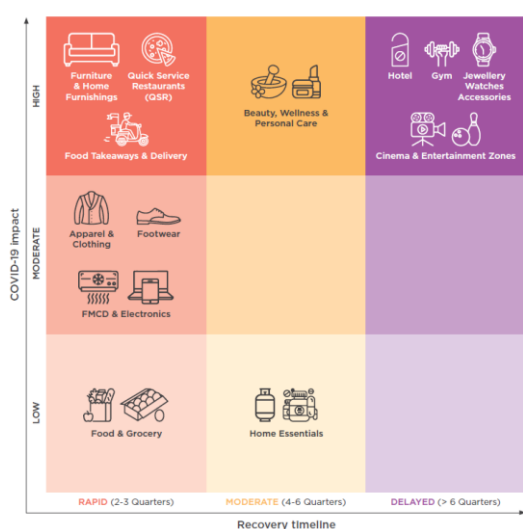 COVID-19 impact
HIGH
Furniture
& Home
Furnishings
Quick Service
Restaurants
(QSR)
Food Takeaways & Delivery
Beauty, Wellness &
Personal Care
Hotel
Gym
Jewellery
Watches
Accessories
Cinema & Entertainment Zones
MODERATE
Apparel &
Clothing
Footwear
FMCD & Electronics
LOW
Food & Grocery
Home Essentials
RAPID (2-3 Quarters)
MODERATE (4-6 Quarters)
DELAYED (> 6 Quarters)
Recovery timeline